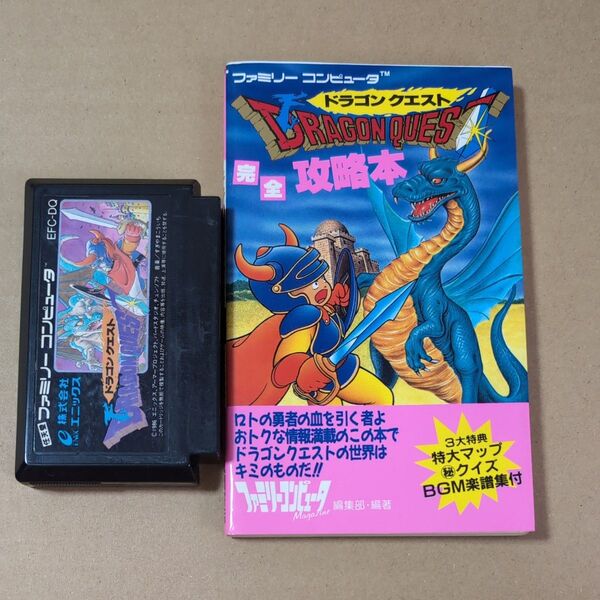 ファミリー コンピュータ™
ドラゴン クエスト
DRAGON QUEST
完全
攻略本
ロトの勇者の血を引く者よ
おトクな情報満載のこの本で
ドラゴンクエストの世界は
キミのものだ!!
ファミリーコンピュータ
Magazine
編集部・編著
3大特典
特大マップ
㊙クイズ
BGM楽譜集付
EFC-DQ
ファミリー コンピュータ™
株式会社
エニックス
ドラゴン クエスト
DRAGON QUEST